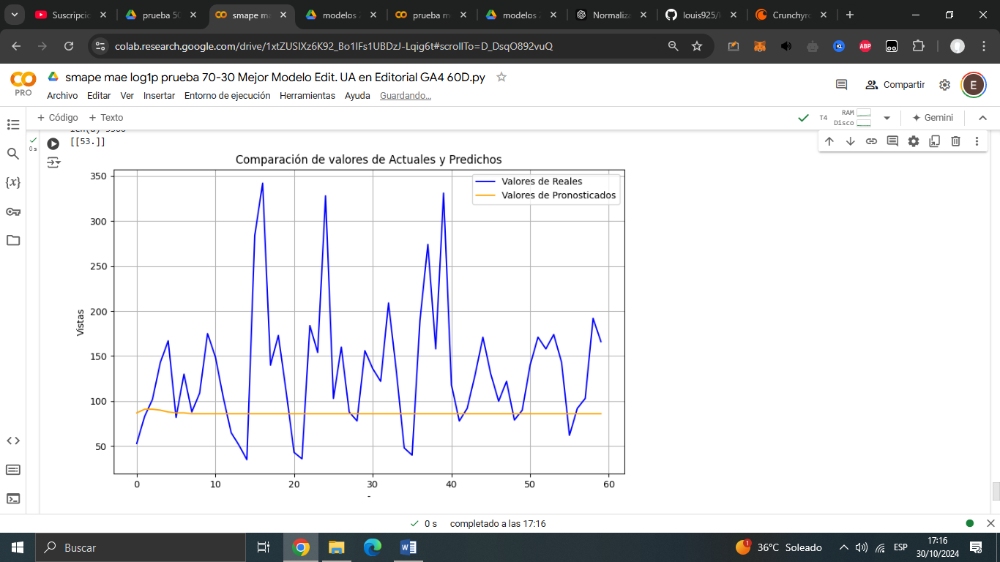 Suscripcio
prueba 50
smape ma
modelos 2
prueba m
modelos 2
Normaliza
louis925/k
Crunchyro
colab.research.google.com/drive/1xtZUSIXz6K92_Bo1IFs1UBDzJ-Lqig6t#scrollTo=D_DsqO892vuQ
PRO
smape mae log1p prueba 70-30 Mejor Modelo Edit. UA en Editorial GA4 60D.py
Archivo Editar Ver Insertar Entorno de ejecución Herramientas Ayuda Guardando...
Compartir
E
+ Código + Texto
T4
RAM
Disco
Gemini
0 s
[[53.]]
Comparación de valores de Actuales y Predichos
Valores de Reales
Valores de Pronosticados
350
300
250
200
150
100
50
Vistas
0 10 20 30 40 50 60
-
0 s completado a las 17:16
Buscar
36°C Soleado
ESP
17:16
30/10/2024